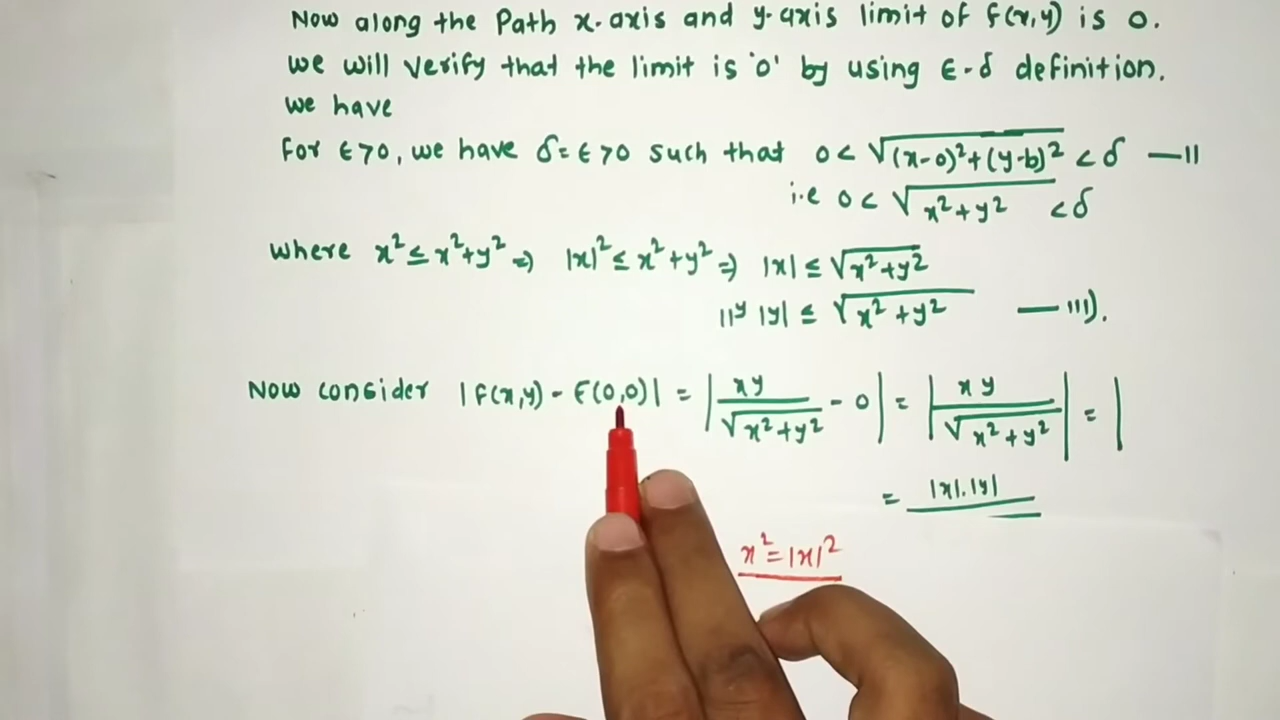 Now along the Path x-axis and y-axis limit of f(x,y) is 0.
we will verify that the limit is '0' by using ε-δ definition.
we have
For ε>0, we have δ=ε>0 such that 0 < √(x-0)²+(y-b)² < δ —II
i.e 0 < √x²+y² < δ
where x² ≤ x²+y² ⇒ |x|² ≤ x²+y² ⇒ |x| ≤ √x²+y²
||ly |y| ≤ √x²+y² —III).
Now consider |f(x,y) - f(0,0)| = |xy/√x²+y² - 0| = |xy/√x²+y²| = |
= |x|.|y|
x² = |x|²